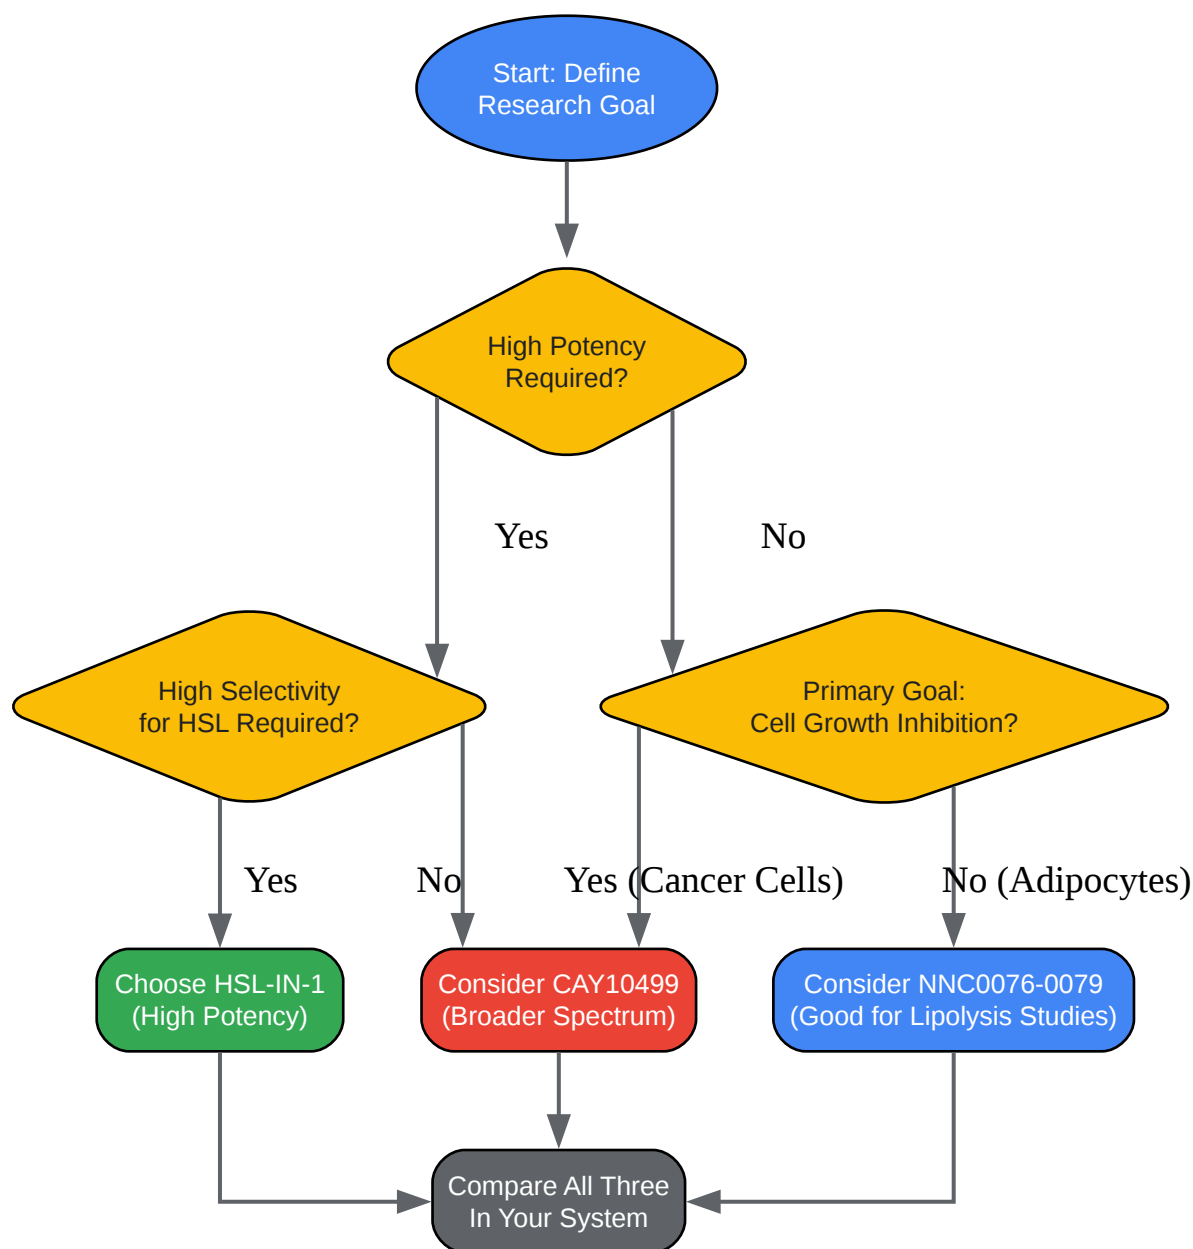 Start: Define
Research Goal
High Potency
Required?
Yes
No
High Selectivity
for HSL Required?
Primary Goal:
Cell Growth Inhibition?
Yes
No
Yes (Cancer Cells)
No (Adipocytes)
Choose HSL-IN-1
(High Potency)
Consider CAY10499
(Broader Spectrum)
Consider NNC0076-0079
(Good for Lipolysis Studies)
Compare All Three
In Your System